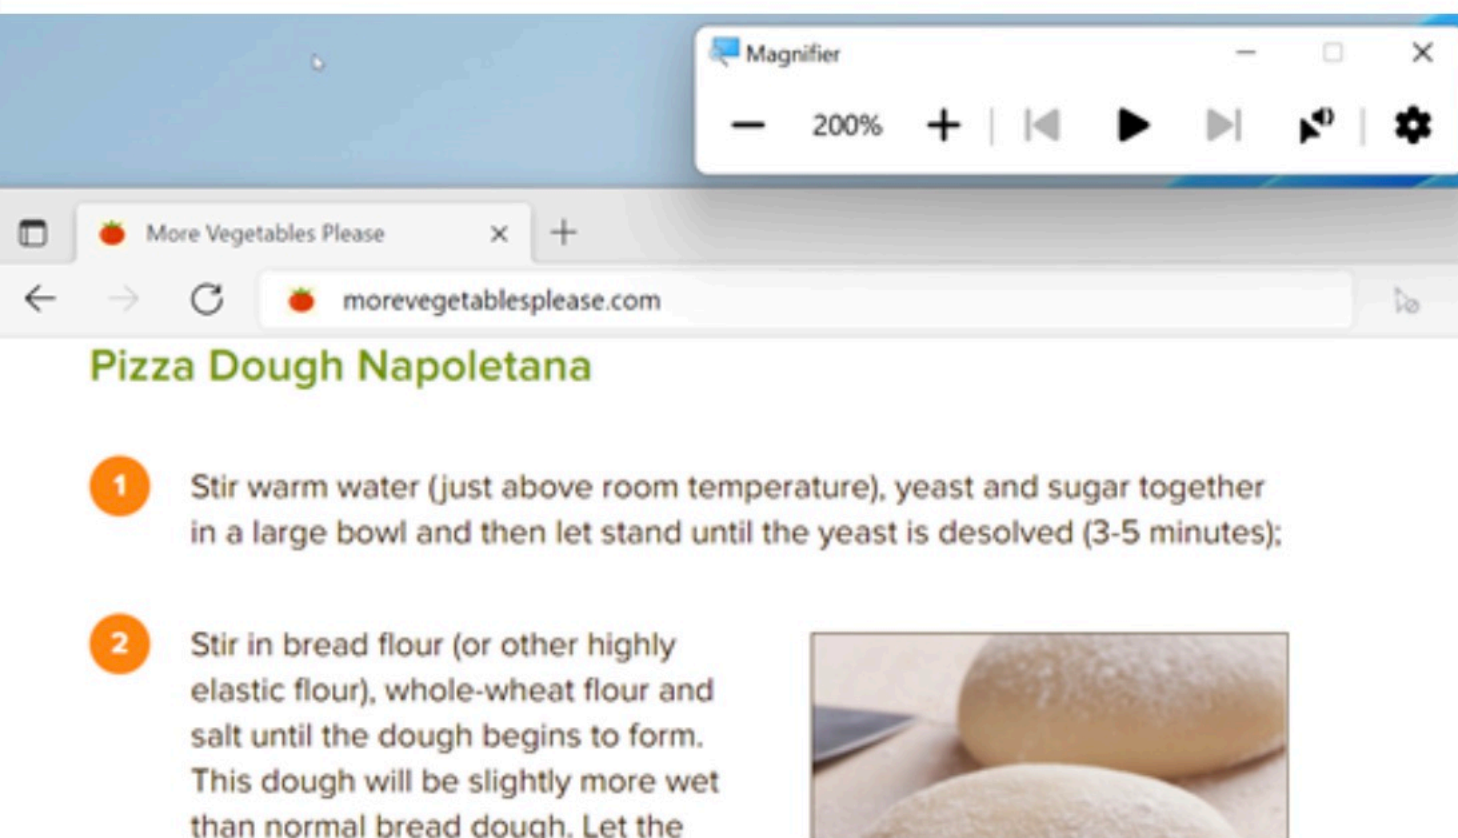 Magnifier
200%
More Vegetables Please
morevegetablesplease.com
Pizza Dough Napoletana
1
Stir warm water (just above room temperature), yeast and sugar together
in a large bowl and then let stand until the yeast is desolved (3-5 minutes);
2
Stir in bread flour (or other highly
elastic flour), whole-wheat flour and
salt until the dough begins to form.
This dough will be slightly more wet
than normal bread dough. Let the